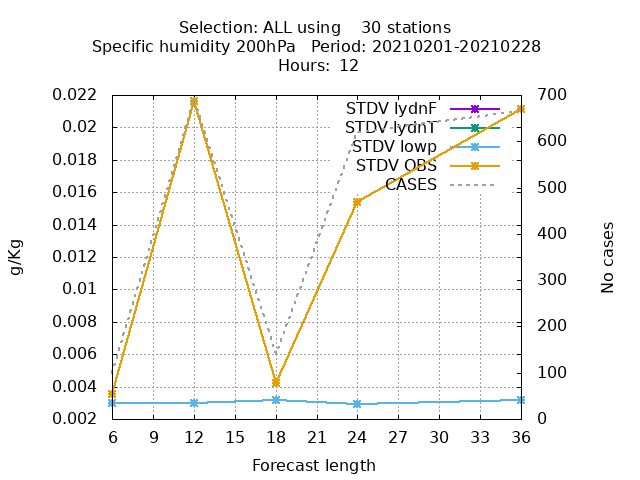 Selection: ALL using    30 stations
Specific humidity 200hPa   Period: 20210201-20210228
Hours:  12
0.022
0.02
0.018
0.016
0.014
0.012
0.01
0.008
0.006
0.004
0.002
g/Kg
STDV lydnF
STDV lydnT
STDV lowp
STDV OBS
CASES
700
600
500
400
300
200
100
0
No cases
6 9 12 15 18 21 24 27 30 33 36
Forecast length